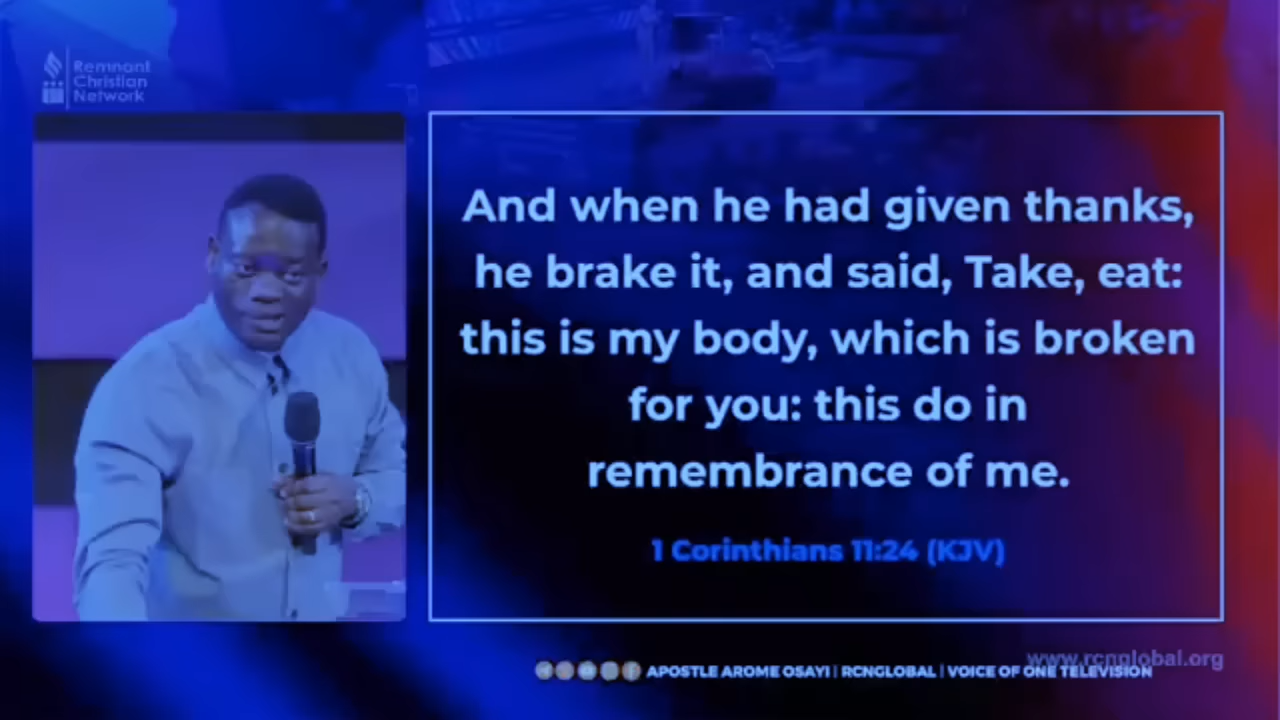 Remnant
Christian
Network
And when he had given thanks,
he brake it, and said, Take, eat:
this is my body, which is broken
for you: this do in
remembrance of me.
1 Corinthians 11:24 (KJV)
www.rcnglobal.org
APOSTLE AROME OSAYI | RCNGLOBAL | VOICE OF ONE TELEVISION